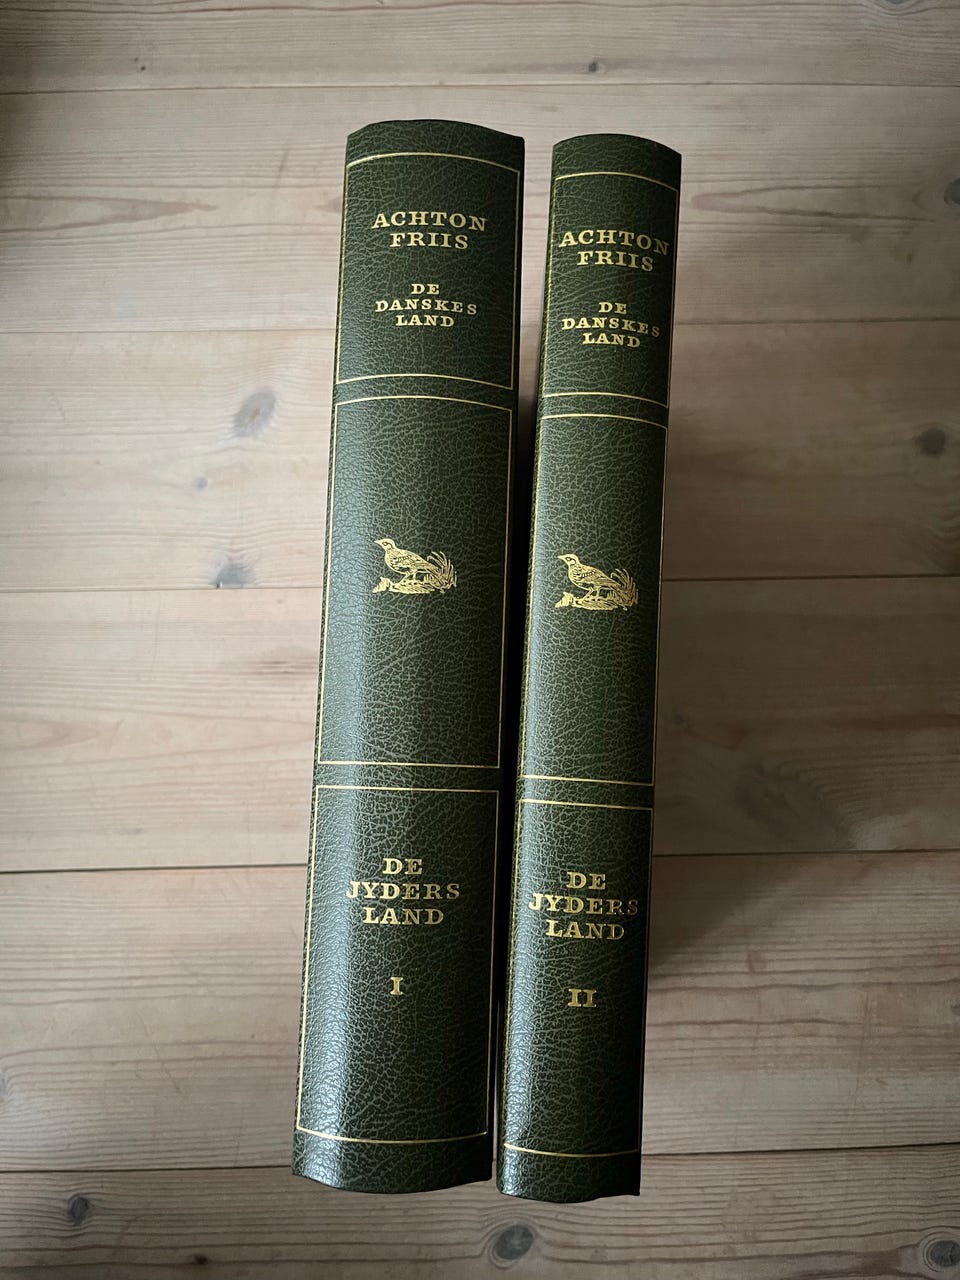 ACHTON
FRIIS
DE
DANSKES
LAND
DE
JYDERS
LAND
I
ACHTON
FRIIS
DE
DANSKES
LAND
DE
JYDERS
LAND
II